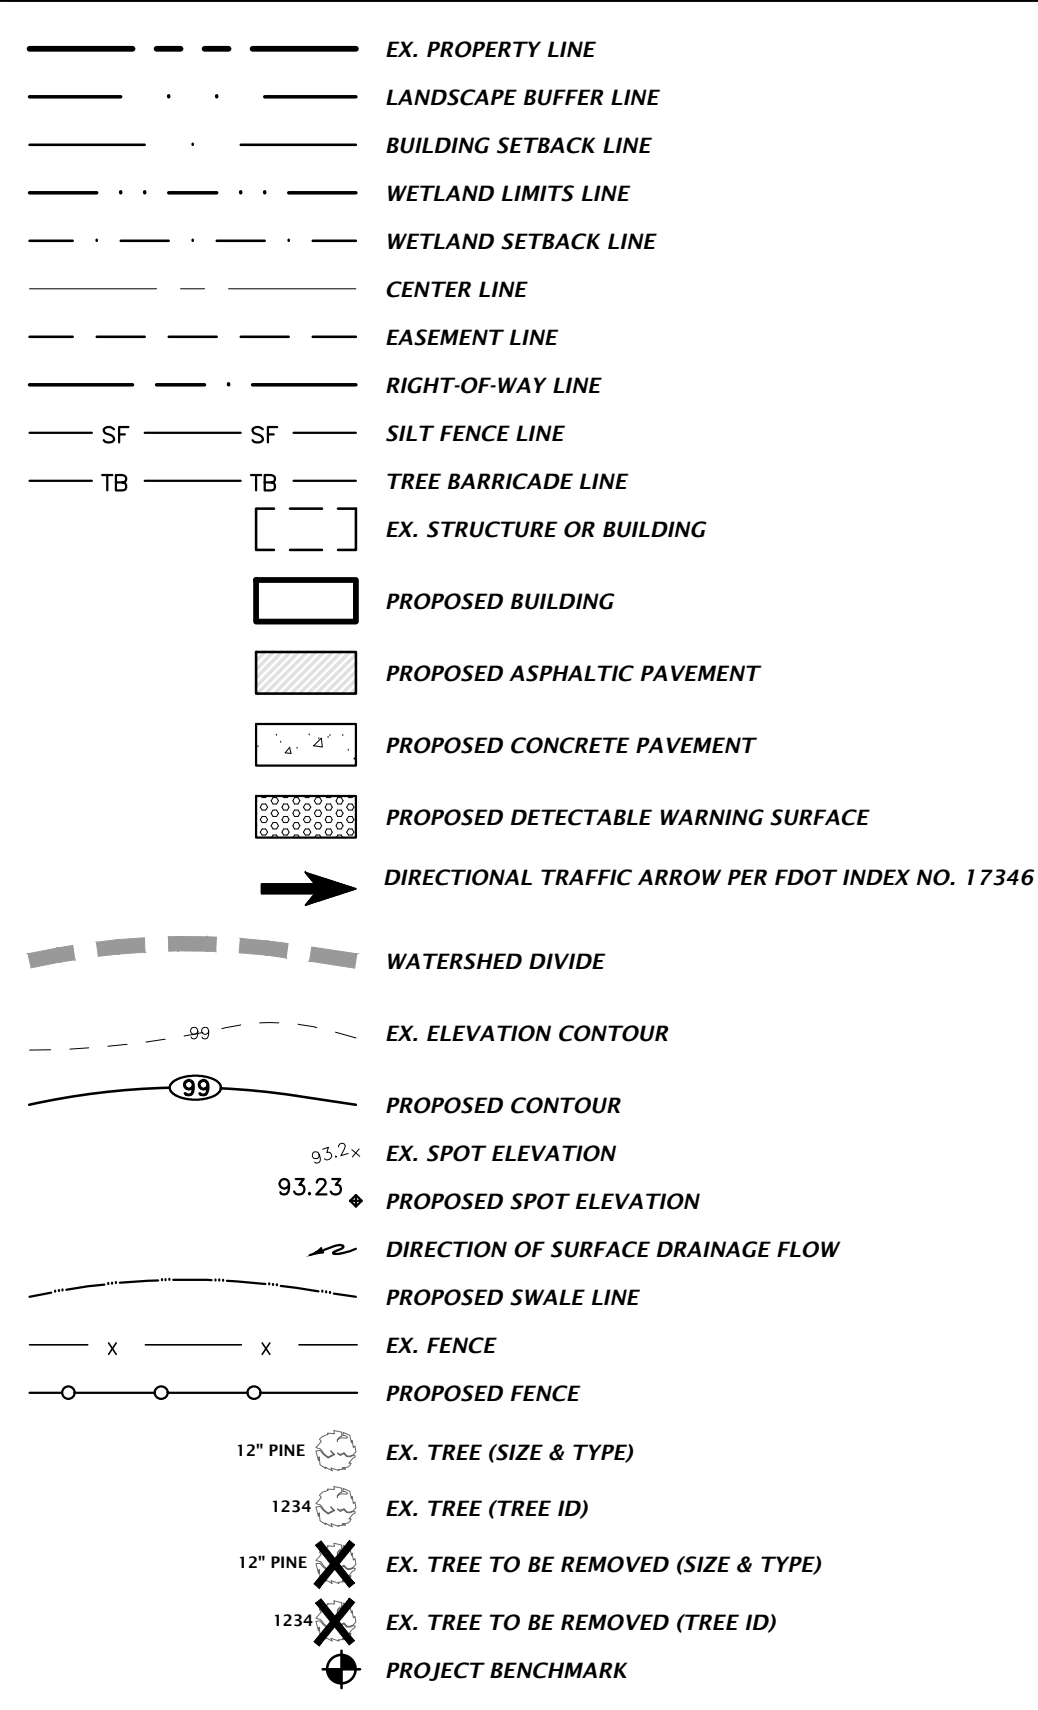 EX. PROPERTY LINE
LANDSCAPE BUFFER LINE
BUILDING SETBACK LINE
WETLAND LIMITS LINE
WETLAND SETBACK LINE
CENTER LINE
EASEMENT LINE
RIGHT-OF-WAY LINE
SF SF SILT FENCE LINE
TB TB TREE BARRICADE LINE
EX. STRUCTURE OR BUILDING
PROPOSED BUILDING
PROPOSED ASPHALTIC PAVEMENT
PROPOSED CONCRETE PAVEMENT
PROPOSED DETECTABLE WARNING SURFACE
DIRECTIONAL TRAFFIC ARROW PER FDOT INDEX NO. 17346
WATERSHED DIVIDE
99 EX. ELEVATION CONTOUR
99 PROPOSED CONTOUR
93.2x EX. SPOT ELEVATION
93.23 PROPOSED SPOT ELEVATION
DIRECTION OF SURFACE DRAINAGE FLOW
PROPOSED SWALE LINE
X X EX. FENCE
PROPOSED FENCE
12" PINE EX. TREE (SIZE & TYPE)
1234 EX. TREE (TREE ID)
12" PINE EX. TREE TO BE REMOVED (SIZE & TYPE)
1234 EX. TREE TO BE REMOVED (TREE ID)
PROJECT BENCHMARK